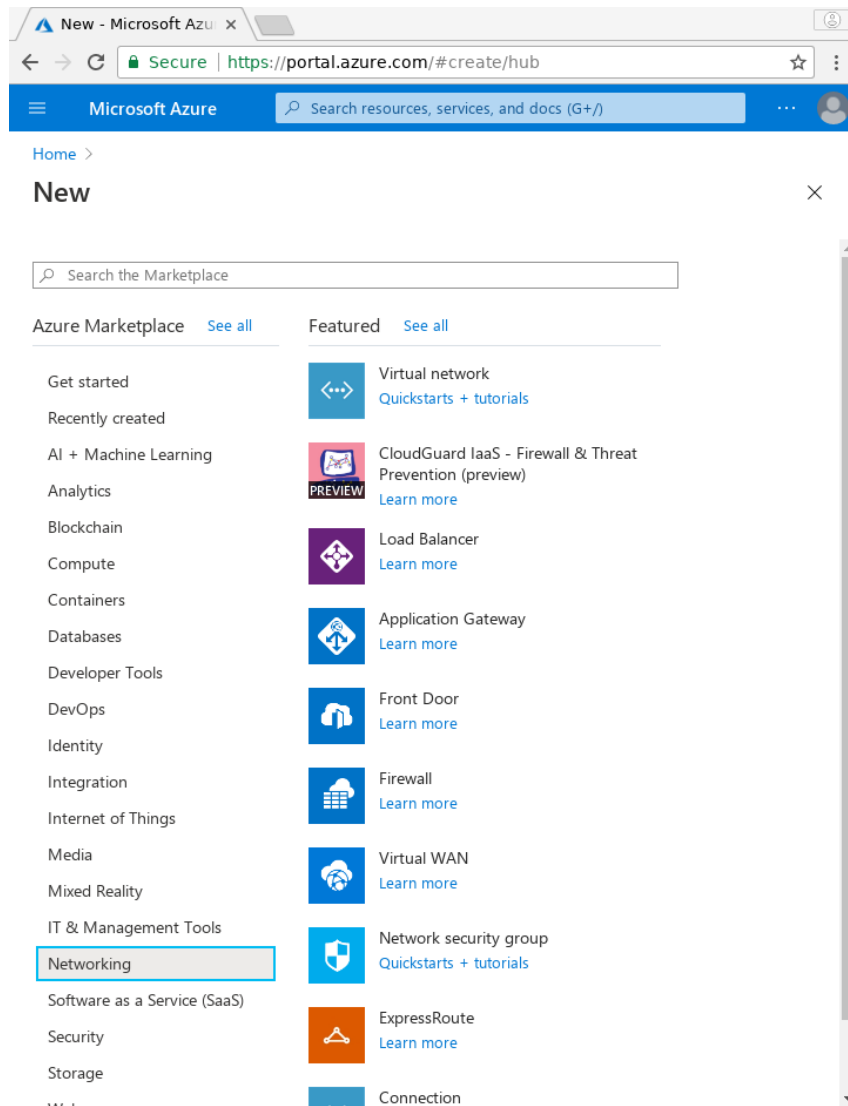 New - Microsoft Azu
Secure https://portal.azure.com/#create/hub
Microsoft Azure
Search resources, services, and docs (G+/)
Home >
New
Search the Marketplace
Azure Marketplace See all
Get started
Recently created
AI + Machine Learning
Analytics
Blockchain
Compute
Containers
Databases
Developer Tools
DevOps
Identity
Integration
Internet of Things
Media
Mixed Reality
IT & Management Tools
Networking
Software as a Service (SaaS)
Security
Storage
Featured See all
Virtual network
Quickstarts + tutorials
PREVIEW
CloudGuard IaaS - Firewall & Threat
Prevention (preview)
Learn more
Load Balancer
Learn more
Application Gateway
Learn more
Front Door
Learn more
Firewall
Learn more
Virtual WAN
Learn more
Network security group
Quickstarts + tutorials
ExpressRoute
Learn more
Connection